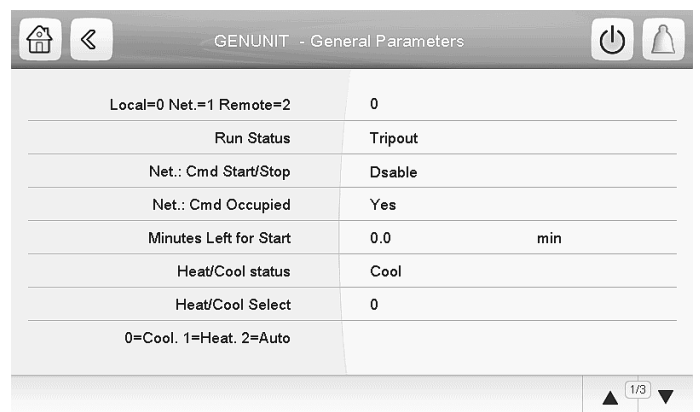 GENUNIT - General Parameters
Local=0 Net.=1 Remote=2 0
Run Status Tripout
Net.: Cmd Start/Stop Dsable
Net.: Cmd Occupied Yes
Minutes Left for Start 0.0 min
Heat/Cool status Cool
Heat/Cool Select 0
0=Cool. 1=Heat. 2=Auto
1/3